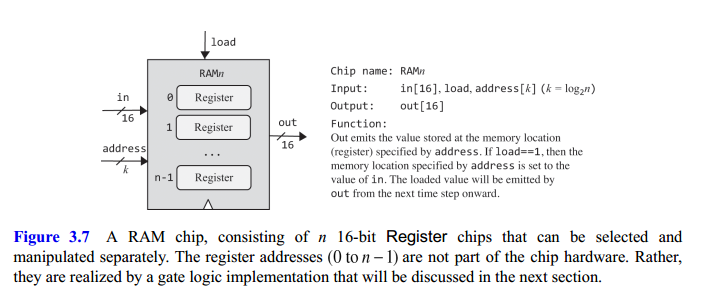 load
RAMn
in
16
address
k
0 Register
1 Register
...
n-1 Register
out
16
Chip name: RAMn
Input: in[16], load, address[k] (k = log₂n)
Output: out[16]
Function:
Out emits the value stored at the memory location
(register) specified by address. If load==1, then the
memory location specified by address is set to the
value of in. The loaded value will be emitted by
out from the next time step onward.
Figure 3.7 A RAM chip, consisting of n 16-bit Register chips that can be selected and
manipulated separately. The register addresses (0 to n – 1) are not part of the chip hardware. Rather,
they are realized by a gate logic implementation that will be discussed in the next section.